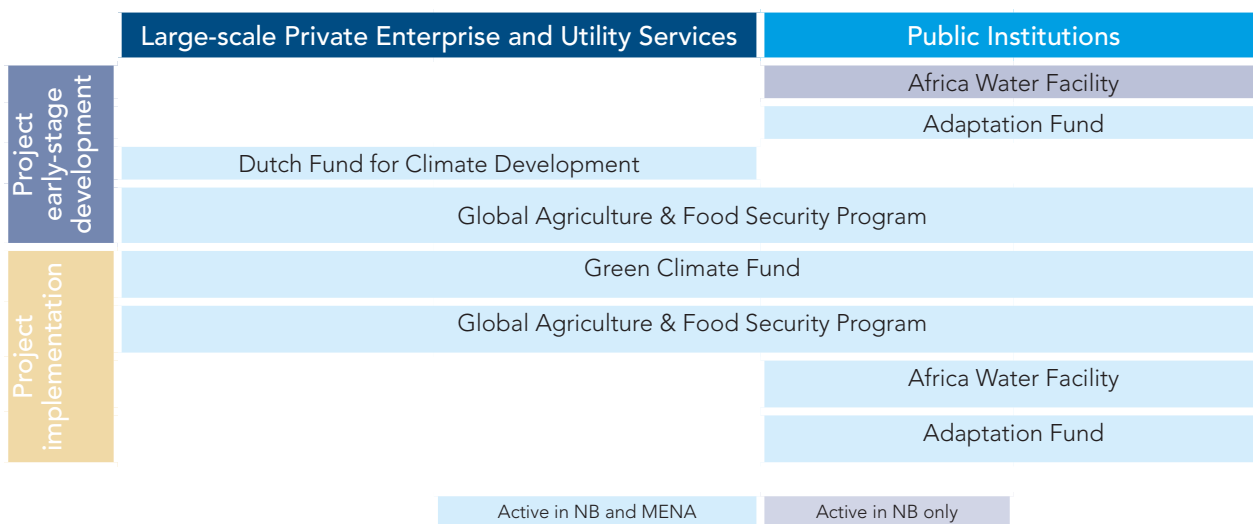 Large-scale Private Enterprise and Utility Services
Public Institutions
Project
early-stage
development
Africa Water Facility
Adaptation Fund
Dutch Fund for Climate Development
Global Agriculture & Food Security Program
Project
implementation
Green Climate Fund
Global Agriculture & Food Security Program
Africa Water Facility
Adaptation Fund
Active in NB and MENA
Active in NB only